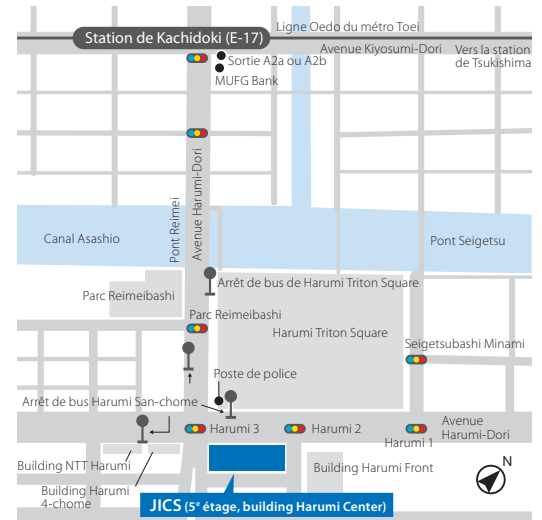 Ligne Oedo du métro Toei
Station de Kachidoki (E-17)
Avenue Kiyosumi-Dori
Vers la station
de Tsukishima
Sortie A2a ou A2b
MUFG Bank
Pont Reimei
Avenue Harumi-Dori
Canal Asashio
Pont Seigetsu
Arrêt de bus de Harumi Triton Square
Parc Reimeibashi
Parc Reimeibashi
Harumi Triton Square
Seigetsubashi Minami
Poste de police
Arrêt de bus Harumi San-chome
Harumi 3
Harumi 2
Harumi 1
Avenue
Harumi-Dori
Building NTT Harumi
Building Harumi
4-chome
Building Harumi Front
N
JICS (5e étage, building Harumi Center)